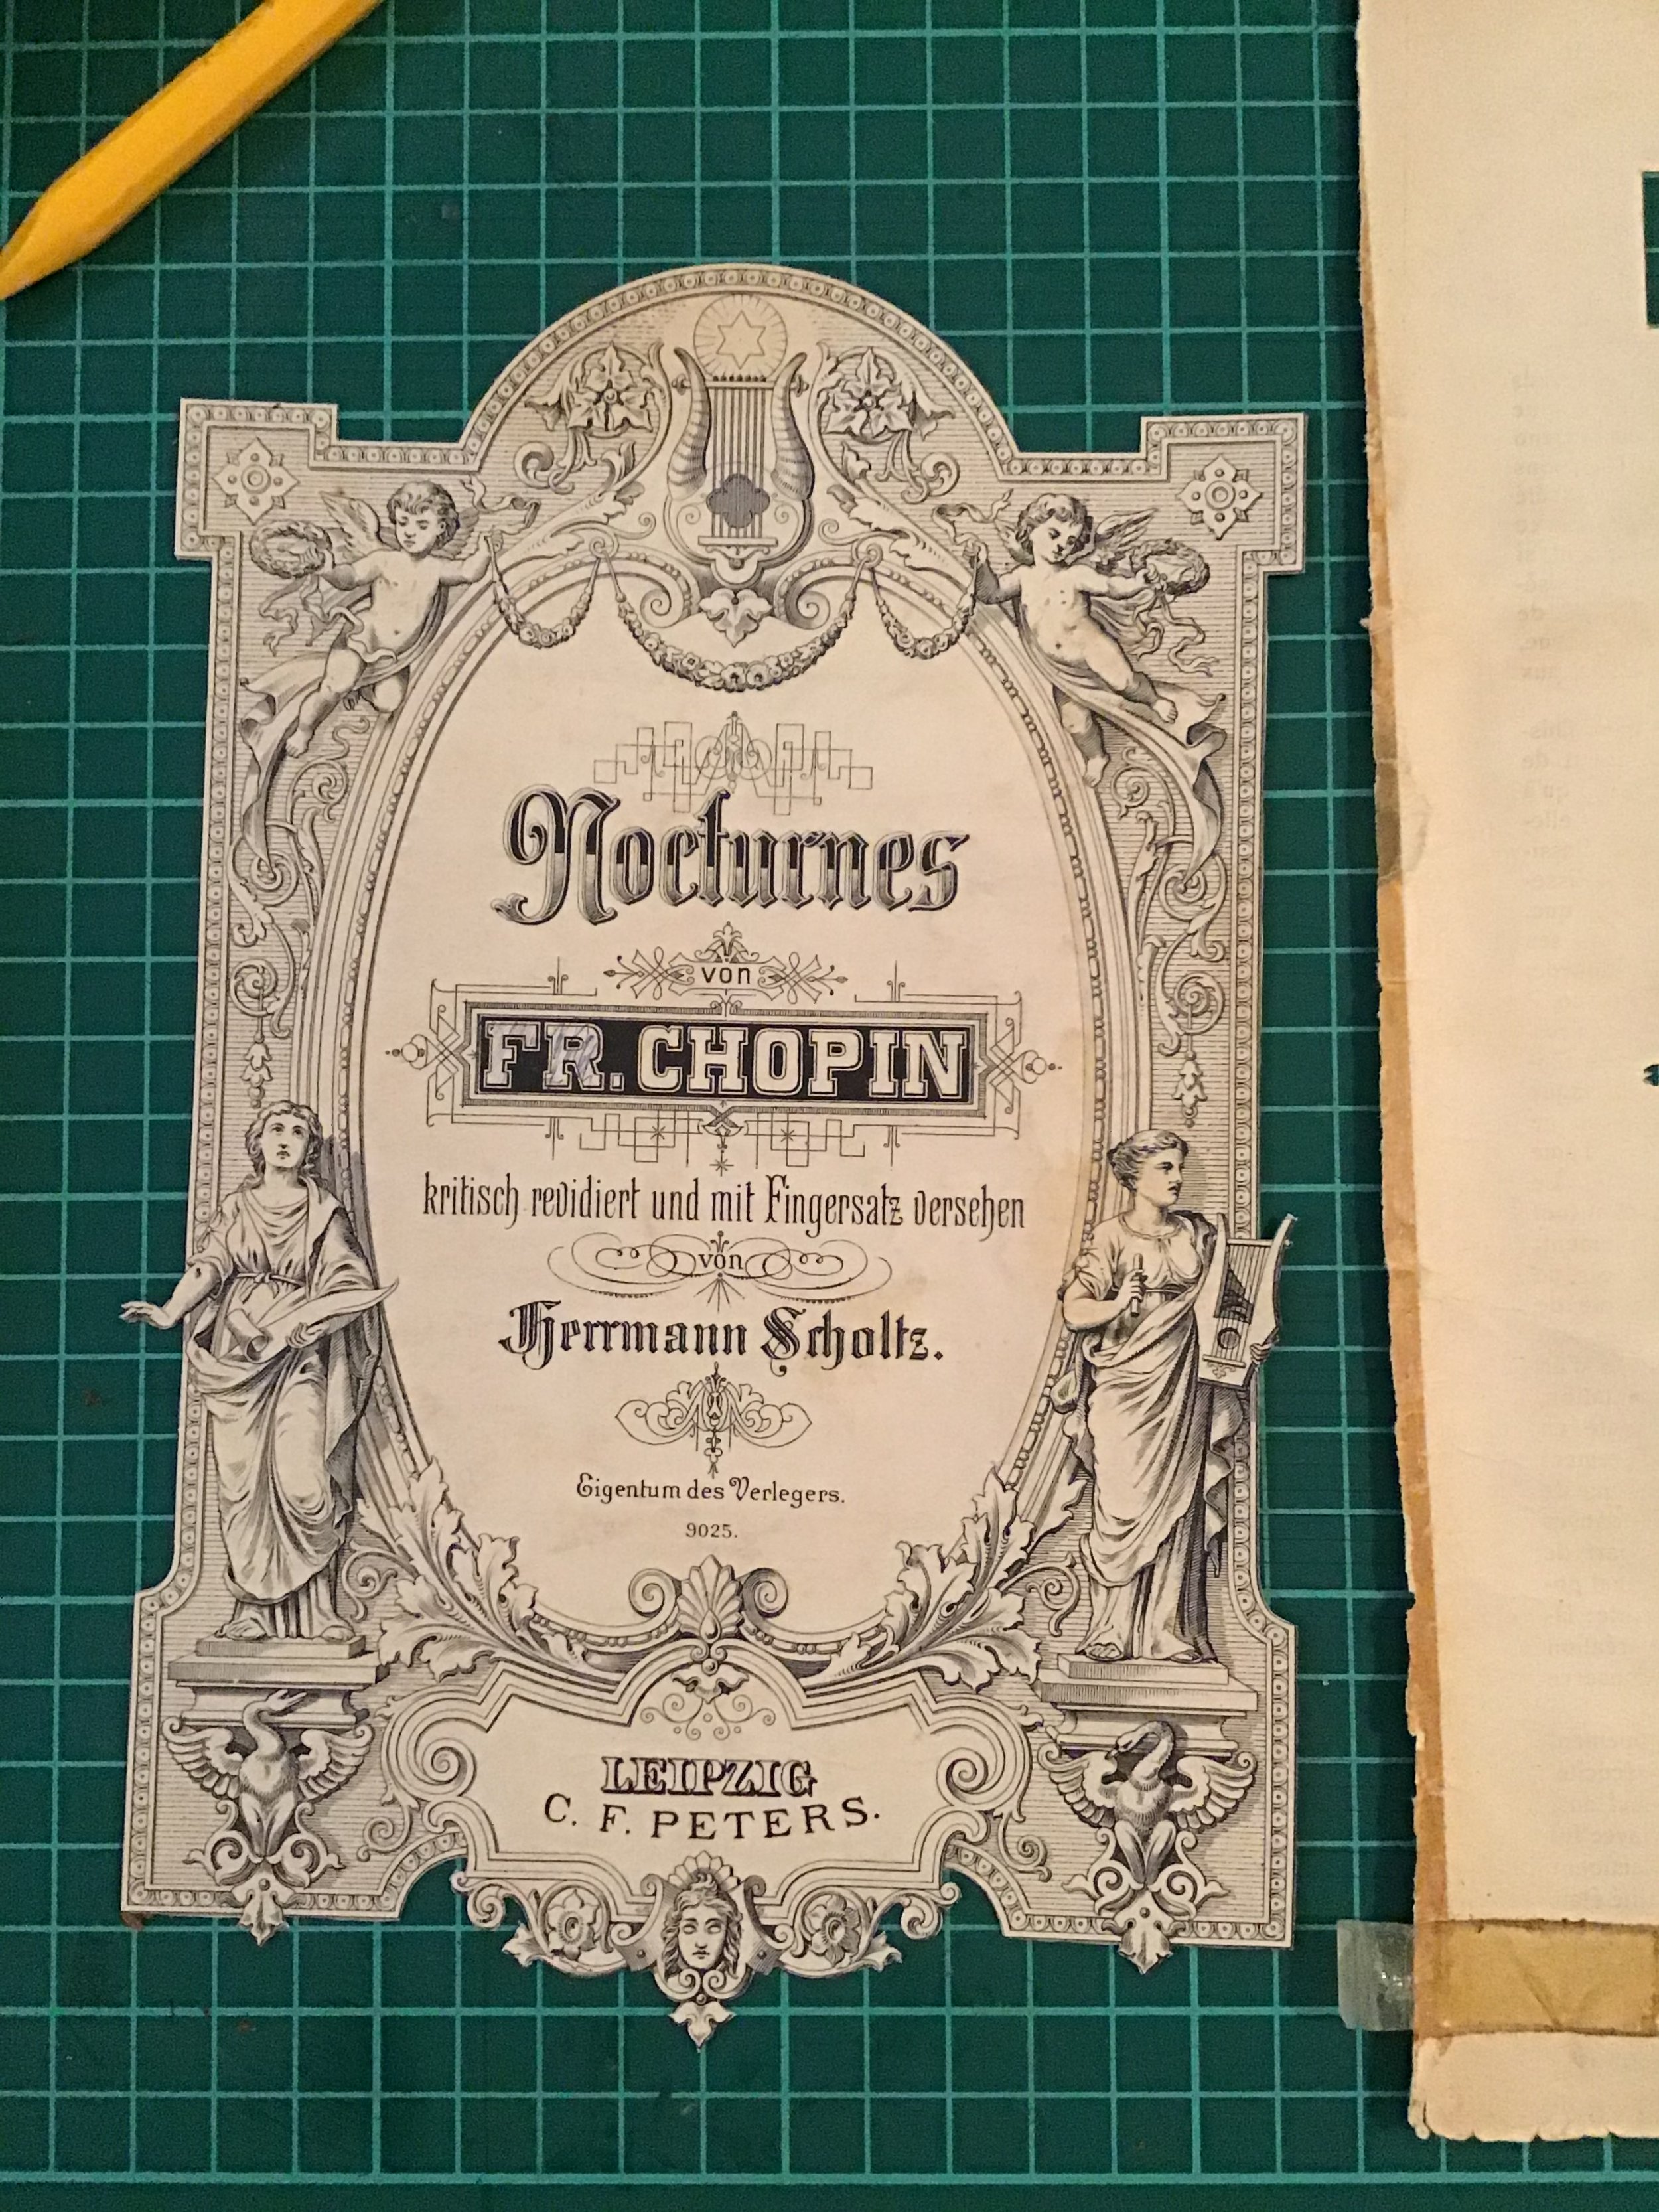 Nocturnes
von
FR. CHOPIN
kritisch revidiert und mit Fingersatz versehen
von
Herrmann Scholtz.
Eigentum des Verlegers.
9025.
LEIPZIG
C. F. PETERS.